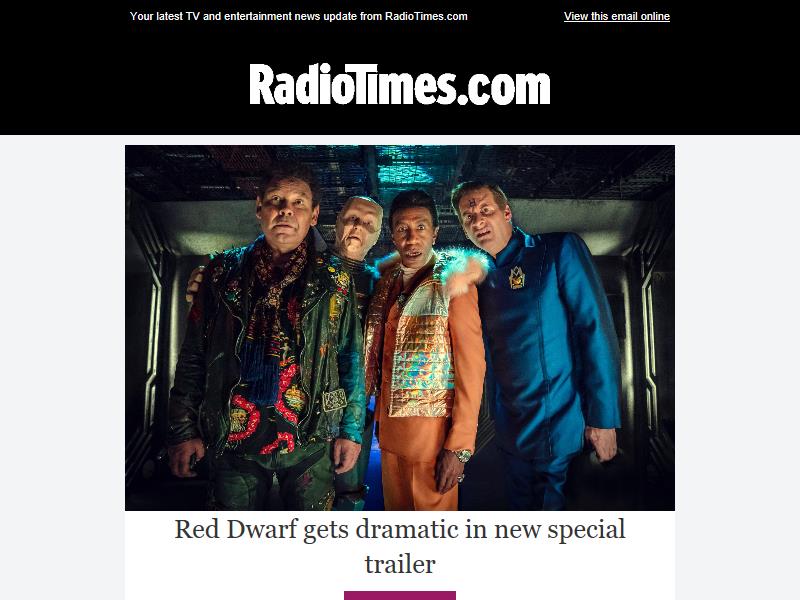 Your latest TV and entertainment news update from RadioTimes.com
View this email online
RadioTimes.com
Red Dwarf gets dramatic in new special
trailer